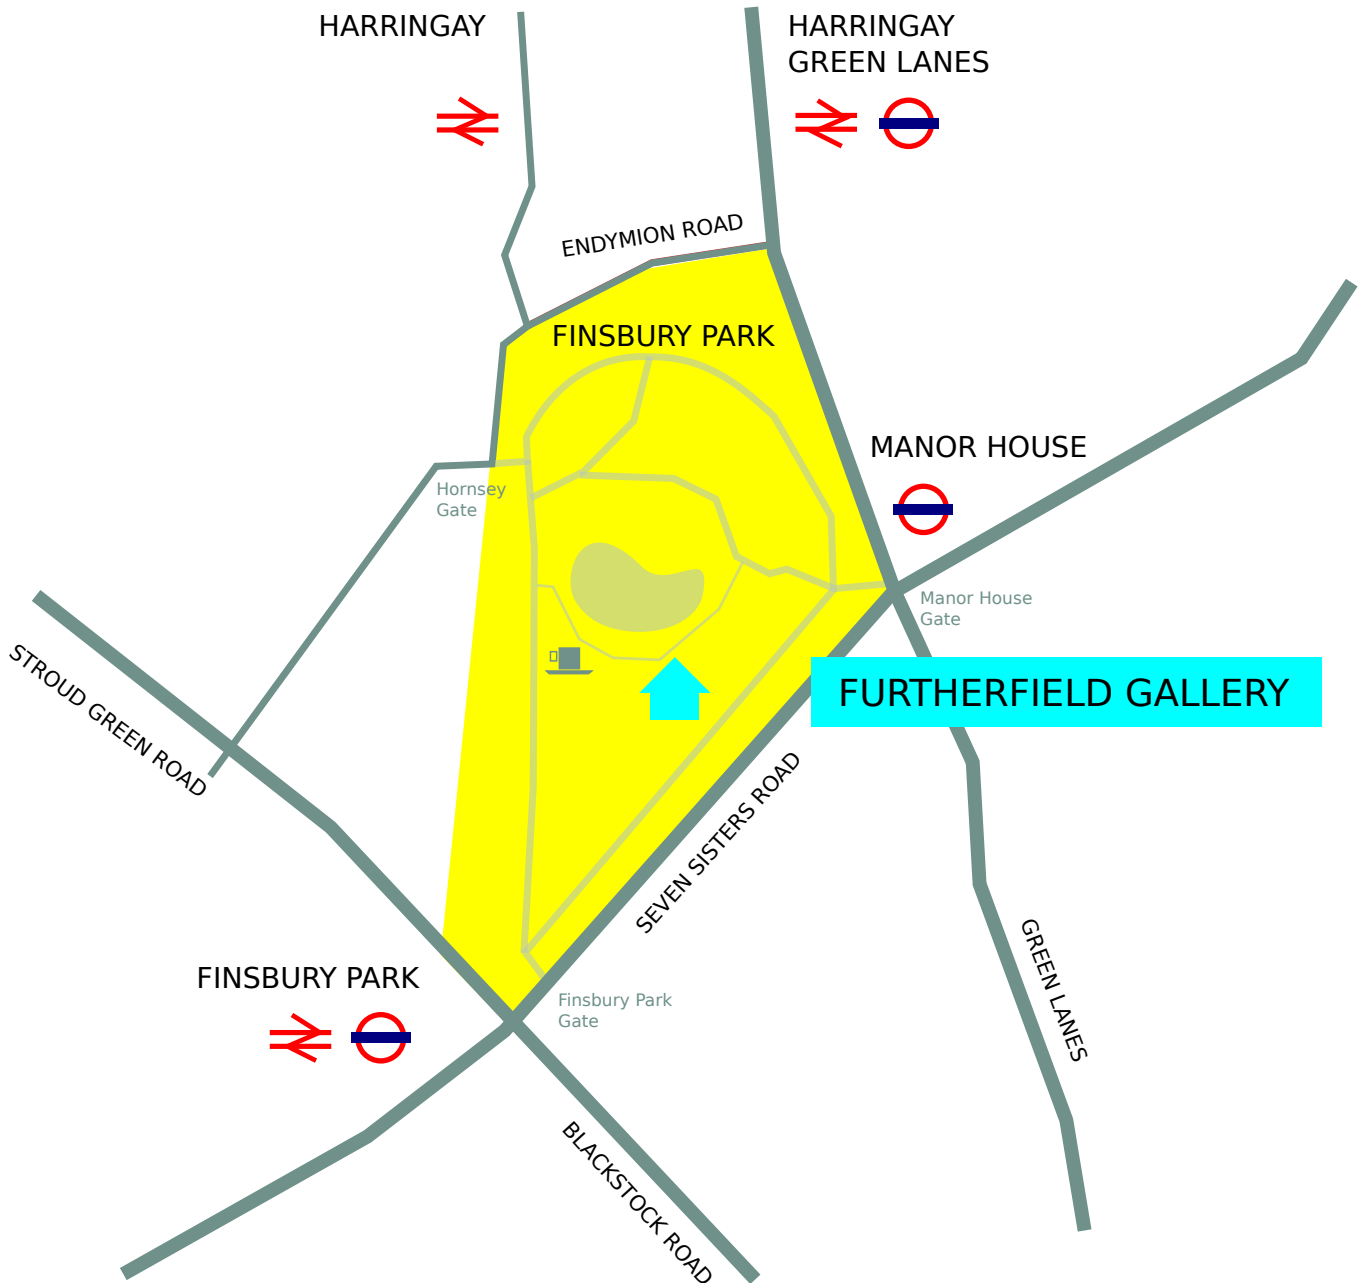 HARRINGAY
HARRINGAY
GREEN LANES
ENDYMION ROAD
FINSBURY PARK
MANOR HOUSE
Hornsey
Gate
Manor House
Gate
STROUD GREEN ROAD
FURTHERFIELD GALLERY
SEVEN SISTERS ROAD
FINSBURY PARK
Finsbury Park
Gate
GREEN LANES
BLACKSTOCK ROAD